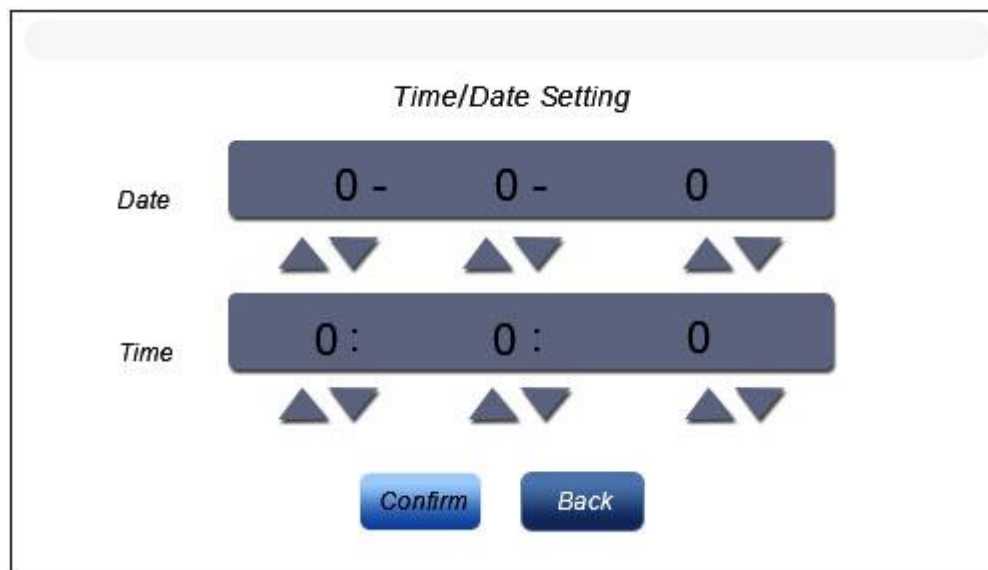 Time/Date Setting
Date 0 - 0 - 0
Time 0 : 0 : 0
Confirm Back